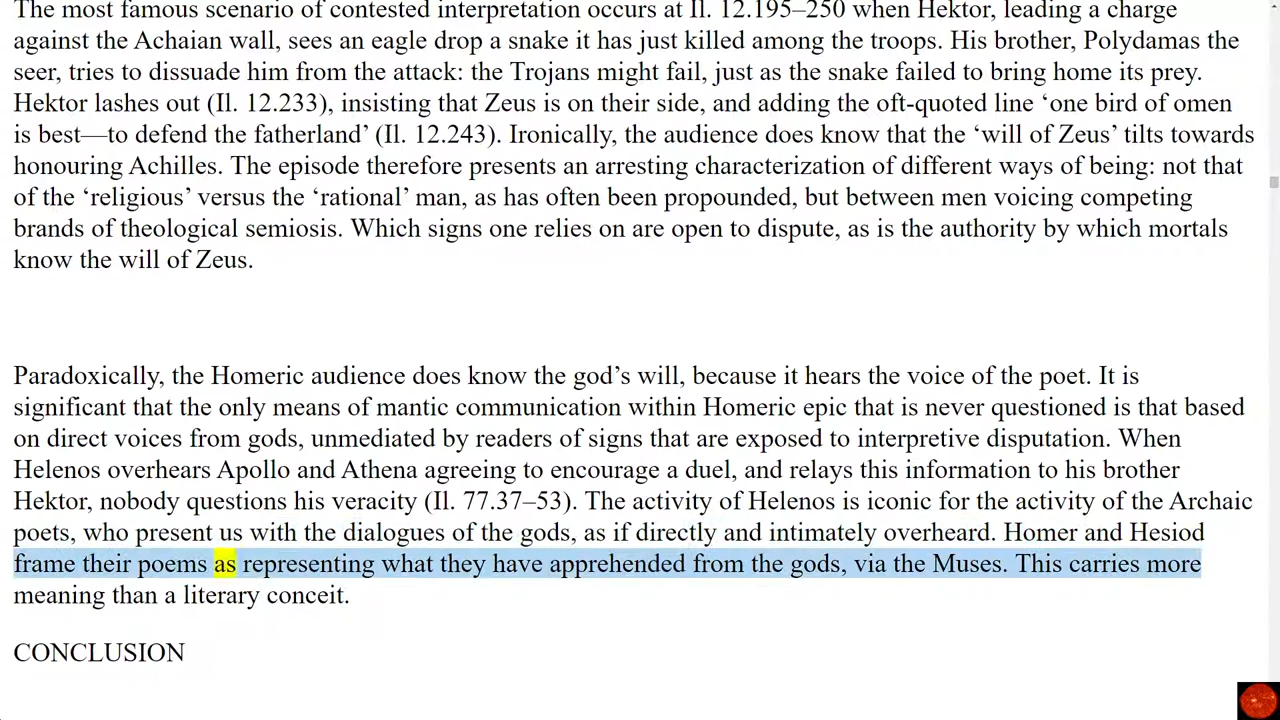 The most famous scenario of contested interpretation occurs at Il. 12.195–250 when Hektor, leading a charge
against the Achaian wall, sees an eagle drop a snake it has just killed among the troops. His brother, Polydamas the
seer, tries to dissuade him from the attack: the Trojans might fail, just as the snake failed to bring home its prey.
Hektor lashes out (Il. 12.233), insisting that Zeus is on their side, and adding the oft-quoted line ‘one bird of omen
is best—to defend the fatherland’ (Il. 12.243). Ironically, the audience does know that the ‘will of Zeus’ tilts towards
honouring Achilles. The episode therefore presents an arresting characterization of different ways of being: not that
of the ‘religious’ versus the ‘rational’ man, as has often been propounded, but between men voicing competing
brands of theological semiosis. Which signs one relies on are open to dispute, as is the authority by which mortals
know the will of Zeus.
Paradoxically, the Homeric audience does know the god’s will, because it hears the voice of the poet. It is
significant that the only means of mantic communication within Homeric epic that is never questioned is that based
on direct voices from gods, unmediated by readers of signs that are exposed to interpretive disputation. When
Helenos overhears Apollo and Athena agreeing to encourage a duel, and relays this information to his brother
Hektor, nobody questions his veracity (Il. 77.37–53). The activity of Helenos is iconic for the activity of the Archaic
poets, who present us with the dialogues of the gods, as if directly and intimately overheard. Homer and Hesiod
frame their poems as representing what they have apprehended from the gods, via the Muses. This carries more
meaning than a literary conceit.
CONCLUSION